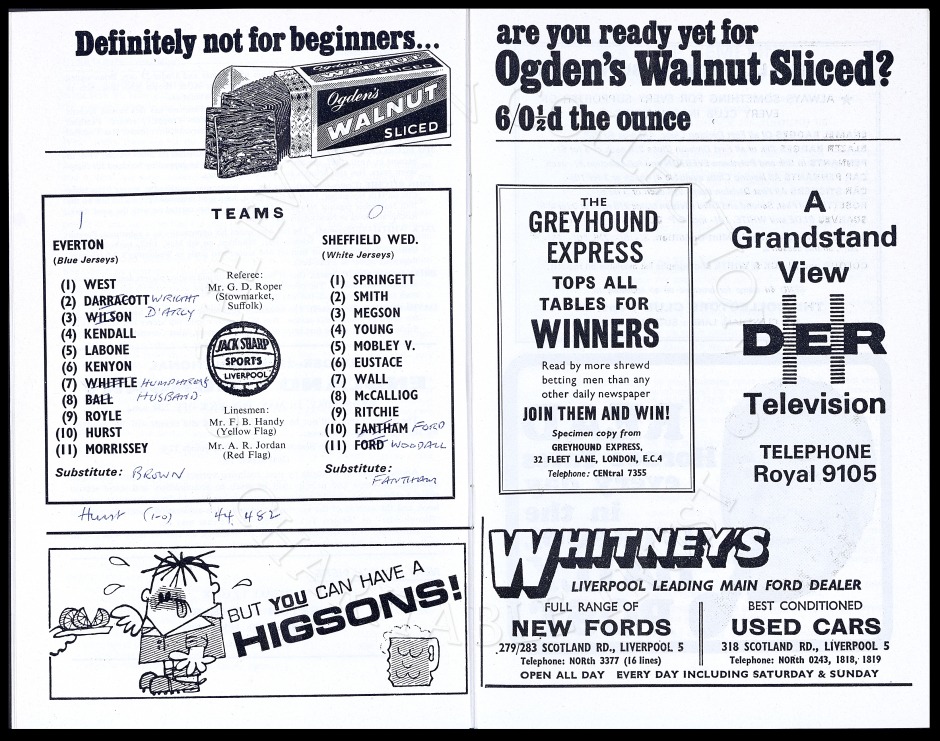 Definitely not for beginners...
Ogden's
WALNUT
SLICED
Ogden's
WALNUT
SLICED
TEAMS
1
0
EVERTON
(Blue Jerseys)
SHEFFIELD WED.
(White Jerseys)
(1) WEST
(2) DARRACOTT WRIGHT
(3) WILSON D'ARCY
(4) KENDALL
(5) LABONE
(6) KENYON
(7) WHITTLE HUMPHREYS
(8) BALL HUSBAND
(9) ROYLE
(10) HURST
(11) MORRISSEY
Substitute: BROWN
Referee:
Mr. G. D. Roper
(Stowmarket,
Suffolk)
JACK SHARP
SPORTS
LIVERPOOL
Linesmen:
Mr. F. B. Handy
(Yellow Flag)
Mr. A. R. Jordan
(Red Flag)
(1) SPRINGETT
(2) SMITH
(3) MEGSON
(4) YOUNG
(5) MOBLEY V.
(6) EUSTACE
(7) WALL
(8) McCALLIOG
(9) RITCHIE
(10) FANTHAM FORD
(11) FORD WOODALL
Substitute:
FANTHAM
Hurst (1-0) 44,482
BUT YOU CAN HAVE A
HIGSONS!
are you ready yet for
Ogden's Walnut Sliced?
6/0½d the ounce
THE
GREYHOUND
EXPRESS
TOPS ALL
TABLES FOR
WINNERS
Read by more shrewd
betting men than any
other daily newspaper
JOIN THEM AND WIN!
Specimen copy from
GREYHOUND EXPRESS,
32 FLEET LANE, LONDON, E.C.4
Telephone: CENtral 7355
A
Grandstand
View
DER
Television
TELEPHONE
Royal 9105
WHITNEY'S
LIVERPOOL LEADING MAIN FORD DEALER
FULL RANGE OF
NEW FORDS
279/283 SCOTLAND RD., LIVERPOOL 5
Telephone: NORth 3377 (16 lines)
BEST CONDITIONED
USED CARS
318 SCOTLAND RD., LIVERPOOL 5
Telephone: NORth 0243, 1818, 1819
OPEN ALL DAY EVERY DAY INCLUDING SATURDAY & SUNDAY